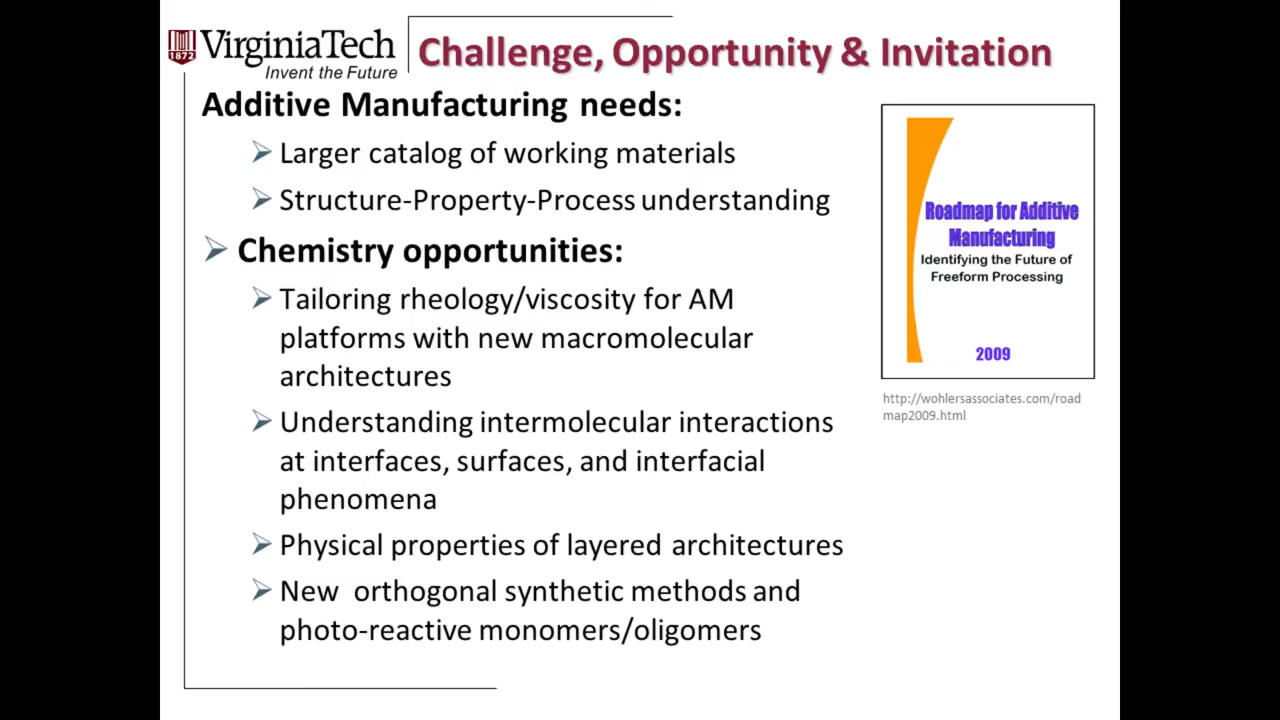 1872
VirginiaTech
Invent the Future
Challenge, Opportunity & Invitation
Additive Manufacturing needs:
Larger catalog of working materials
Structure-Property-Process understanding
Chemistry opportunities:
Tailoring rheology/viscosity for AM
platforms with new macromolecular
architectures
Understanding intermolecular interactions
at interfaces, surfaces, and interfacial
phenomena
Physical properties of layered architectures
New orthogonal synthetic methods and
photo-reactive monomers/oligomers
Roadmap for Additive
Manufacturing
Identifying the Future of
Freeform Processing
2009
http://wohlersassociates.com/road
map2009.html